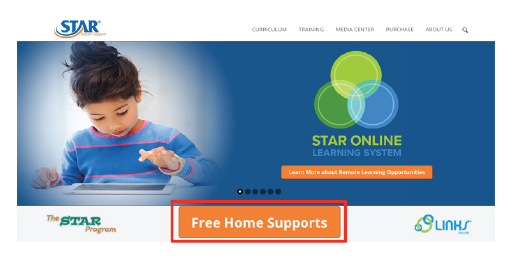 STAR
CURRICULUM TRAINING MEDIA CENTER PURCHASE ABOUT US
STAR ONLINE
LEARNING SYSTEM
Learn More about Remote Learning Opportunities
The STAR
Program
Free Home Supports
LINKS